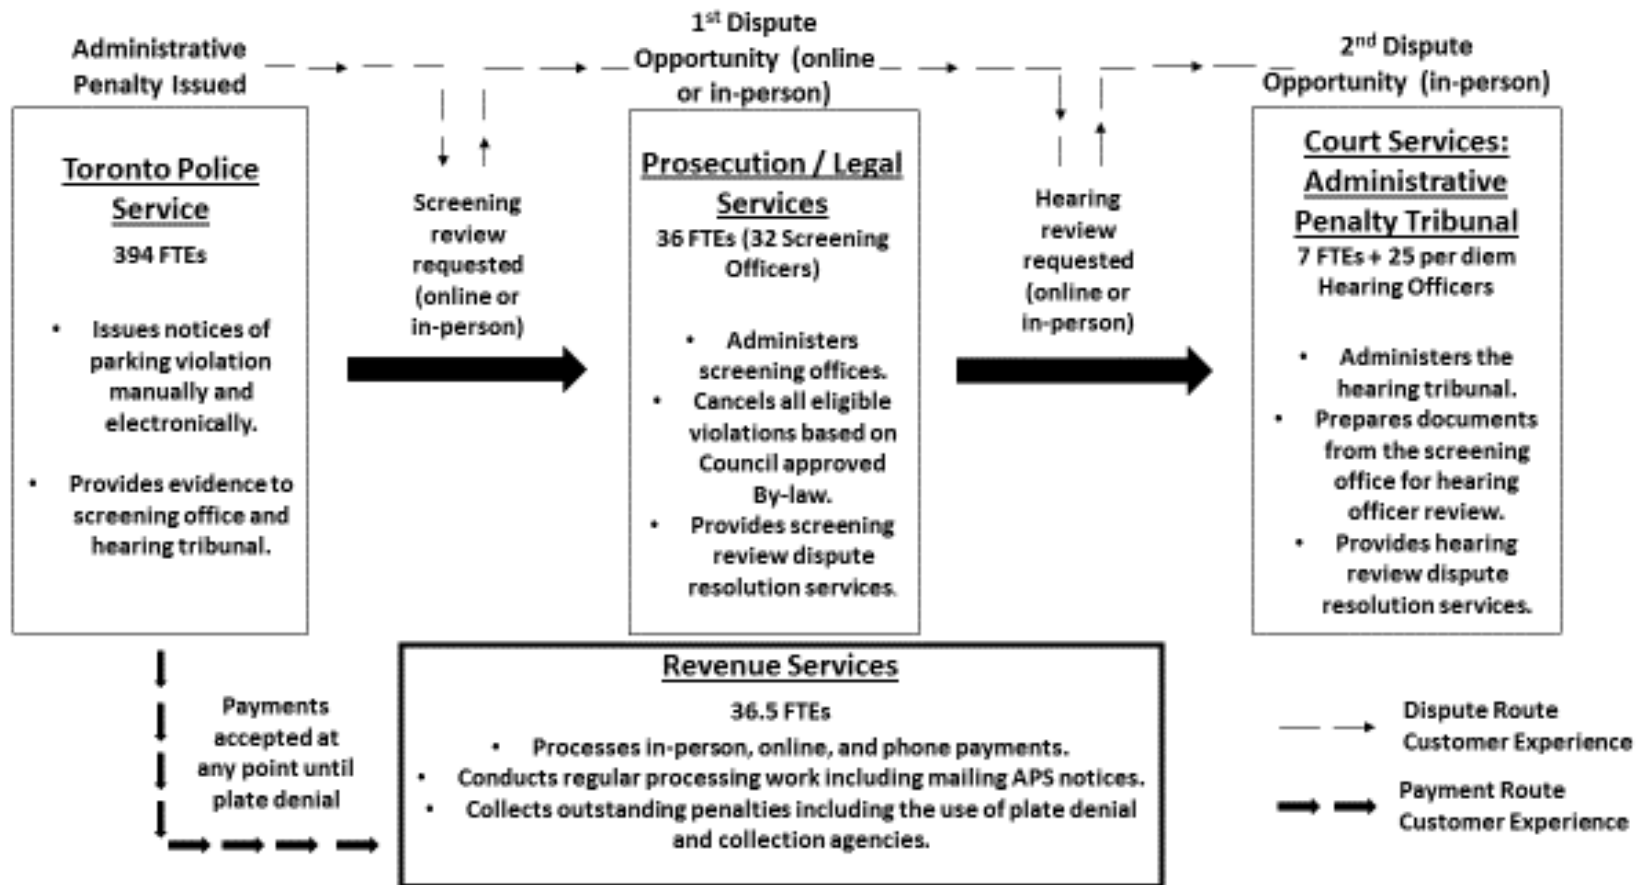 Administrative
Penalty Issued
1st Dispute
Opportunity (online
or in-person)
2nd Dispute
Opportunity (in-person)
Toronto Police
Service
394 FTEs
• Issues notices of
parking violation
manually and
electronically.
• Provides evidence to
screening office and
hearing tribunal.
Screening
review
requested
(online or
in-person)
Prosecution / Legal
Services
36 FTEs (32 Screening
Officers)
• Administers
screening offices.
• Cancels all eligible
violations based on
Council approved
By-law.
• Provides screening
review dispute
resolution services.
Hearing
review
requested
(online or
in-person)
Court Services:
Administrative
Penalty Tribunal
7 FTEs + 25 per diem
Hearing Officers
• Administers the
hearing tribunal.
• Prepares documents
from the screening
office for hearing
officer review.
• Provides hearing
review dispute
resolution services.
Payments
accepted at
any point until
plate denial
Revenue Services
36.5 FTEs
• Processes in-person, online, and phone payments.
• Conducts regular processing work including mailing APS notices.
• Collects outstanding penalties including the use of plate denial
and collection agencies.
Dispute Route
Customer Experience
Payment Route
Customer Experience